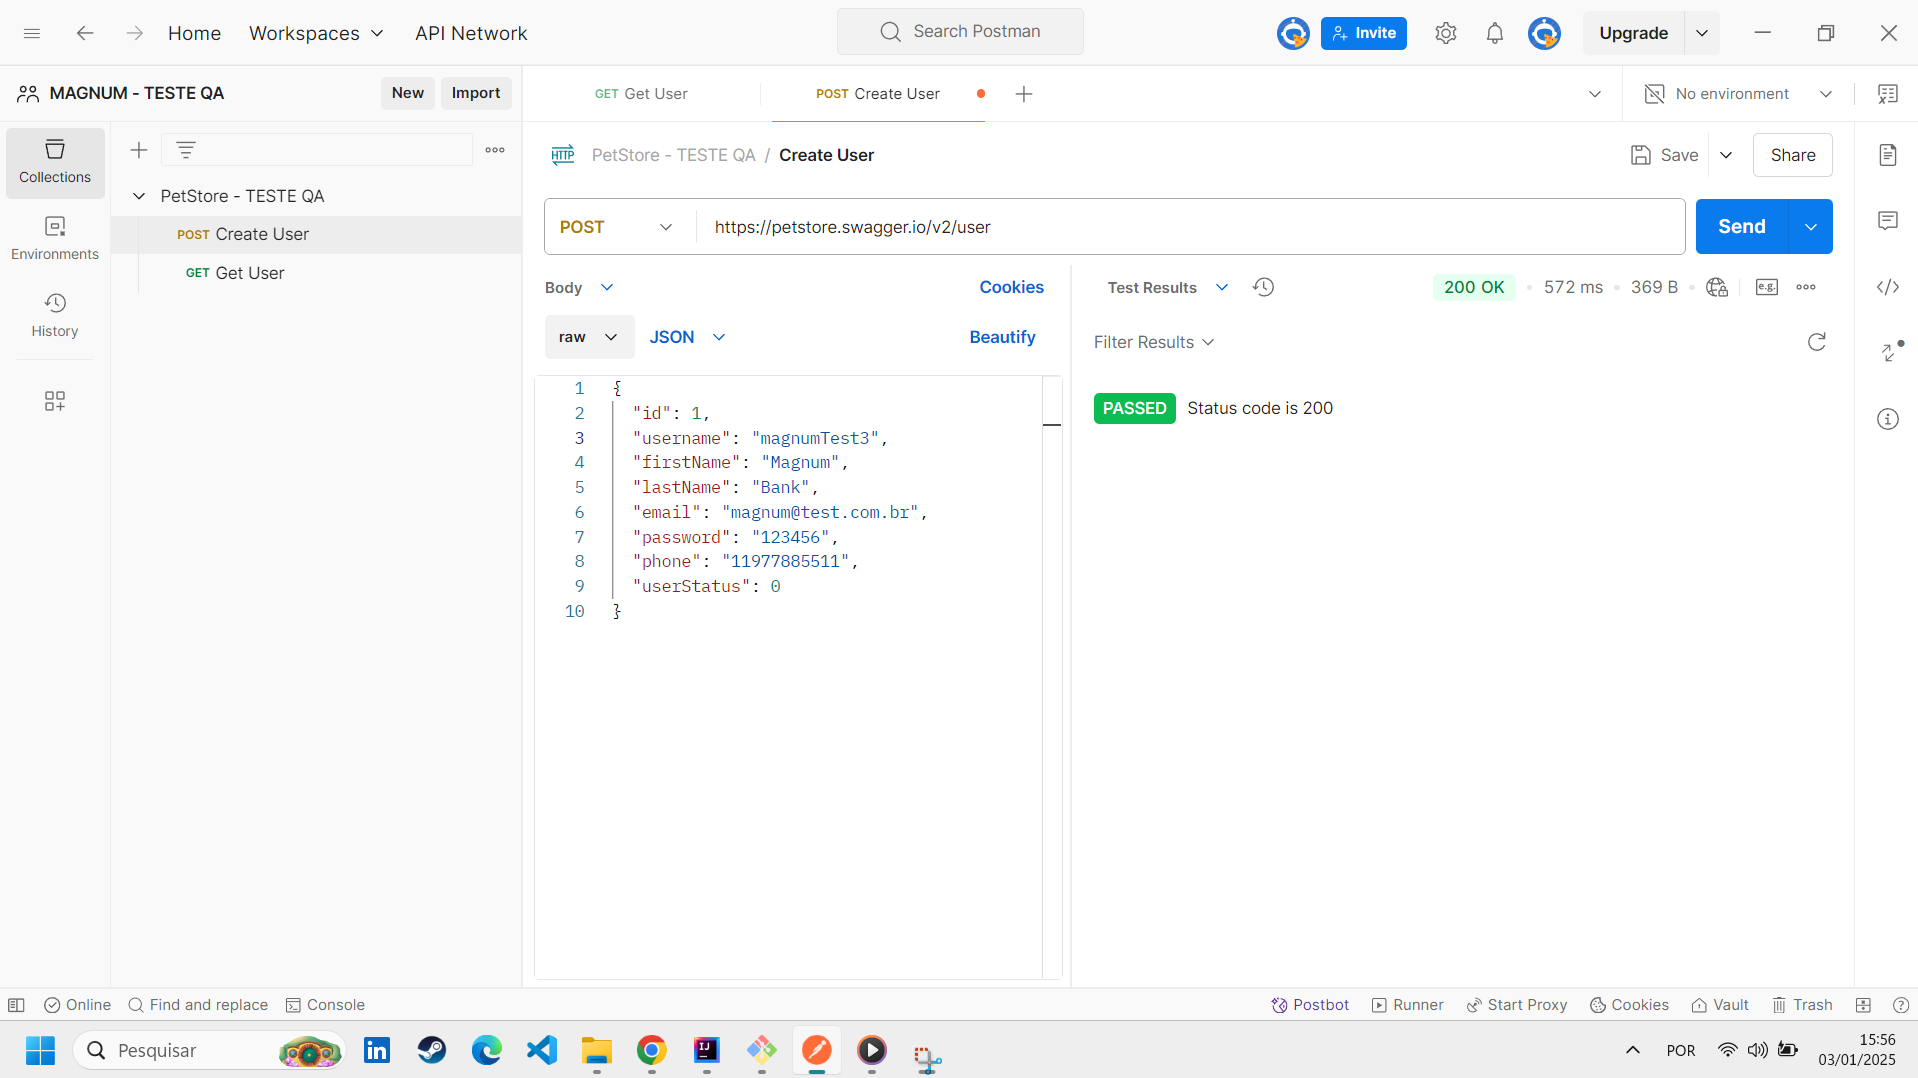 Home Workspaces API Network Search Postman Invite Upgrade
MAGNUM - TESTE QA New Import GET Get User POST Create User No environment
Collections
Environments
History
PetStore - TESTE QA
POST Create User
GET Get User
HTTP PetStore - TESTE QA / Create User Save Share
POST https://petstore.swagger.io/v2/user Send
Body Cookies
raw JSON Beautify
1 {
2 "id": 1,
3 "username": "magnumTest3",
4 "firstName": "Magnum",
5 "lastName": "Bank",
6 "email": "magnum@test.com.br",
7 "password": "123456",
8 "phone": "11977885511",
9 "userStatus": 0
10 }
Test Results 200 OK 572 ms 369 B e.g.
Filter Results
PASSED Status code is 200
Online Find and replace Console Postbot Runner Start Proxy Cookies Vault Trash
Pesquisar in IJ POR 15:56
03/01/2025